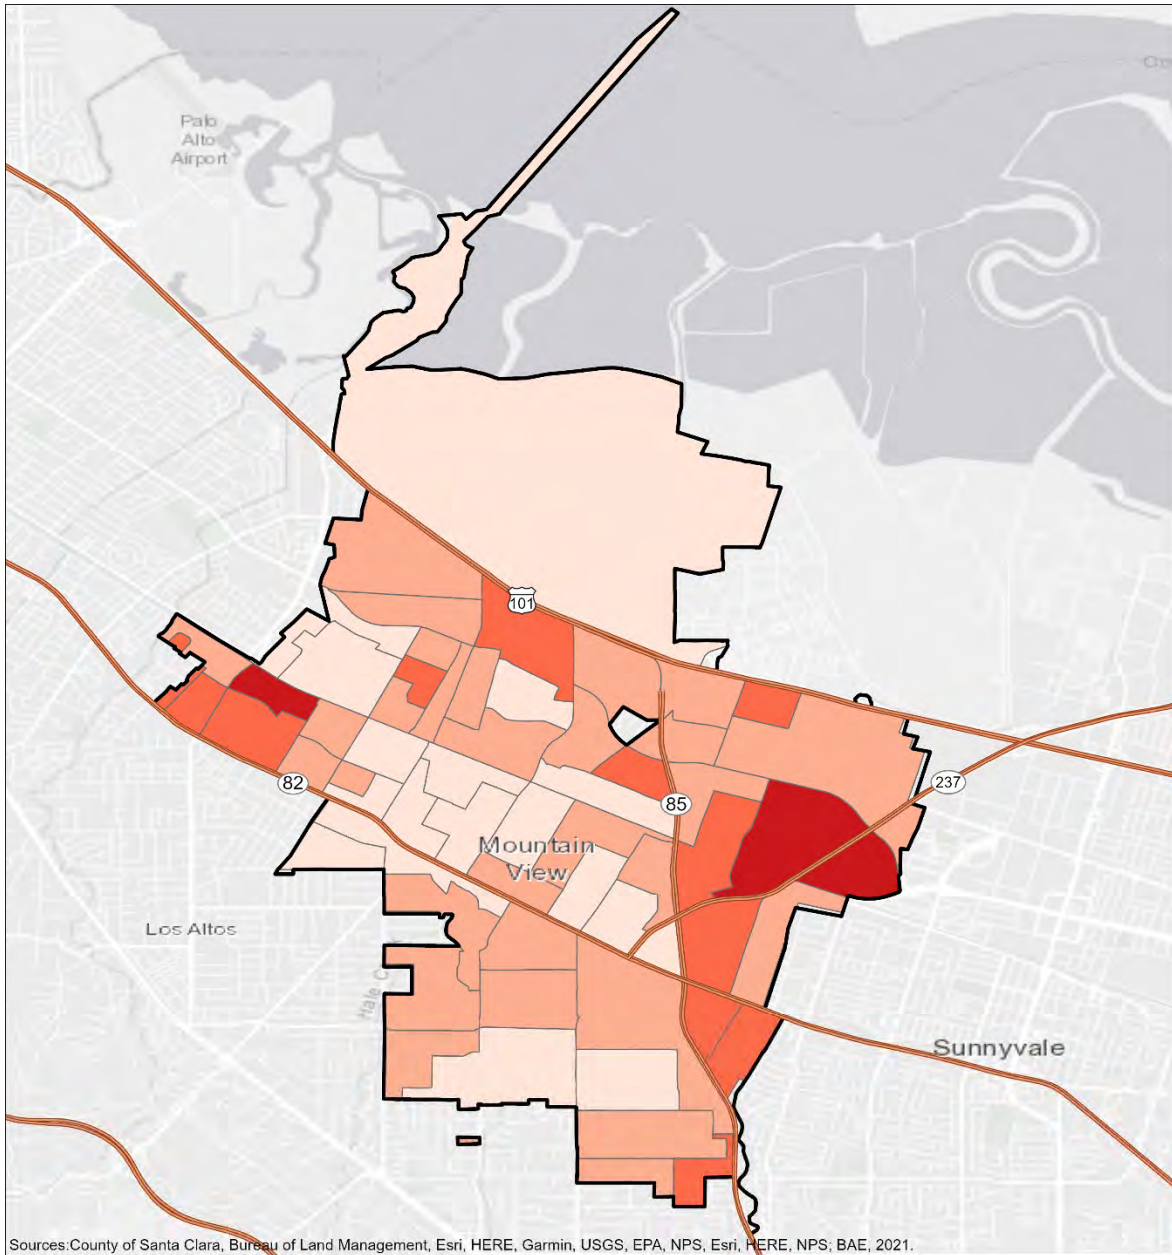 Palo
Alto
Airport
101
82
85
237
Mountain
View
Los Altos
Hale C
Sunnyvale
Sources:County of Santa Clara, Bureau of Land Management, Esri, HERE, Garmin, USGS, EPA, NPS, Esri, HERE, NPS; BAE, 2021.